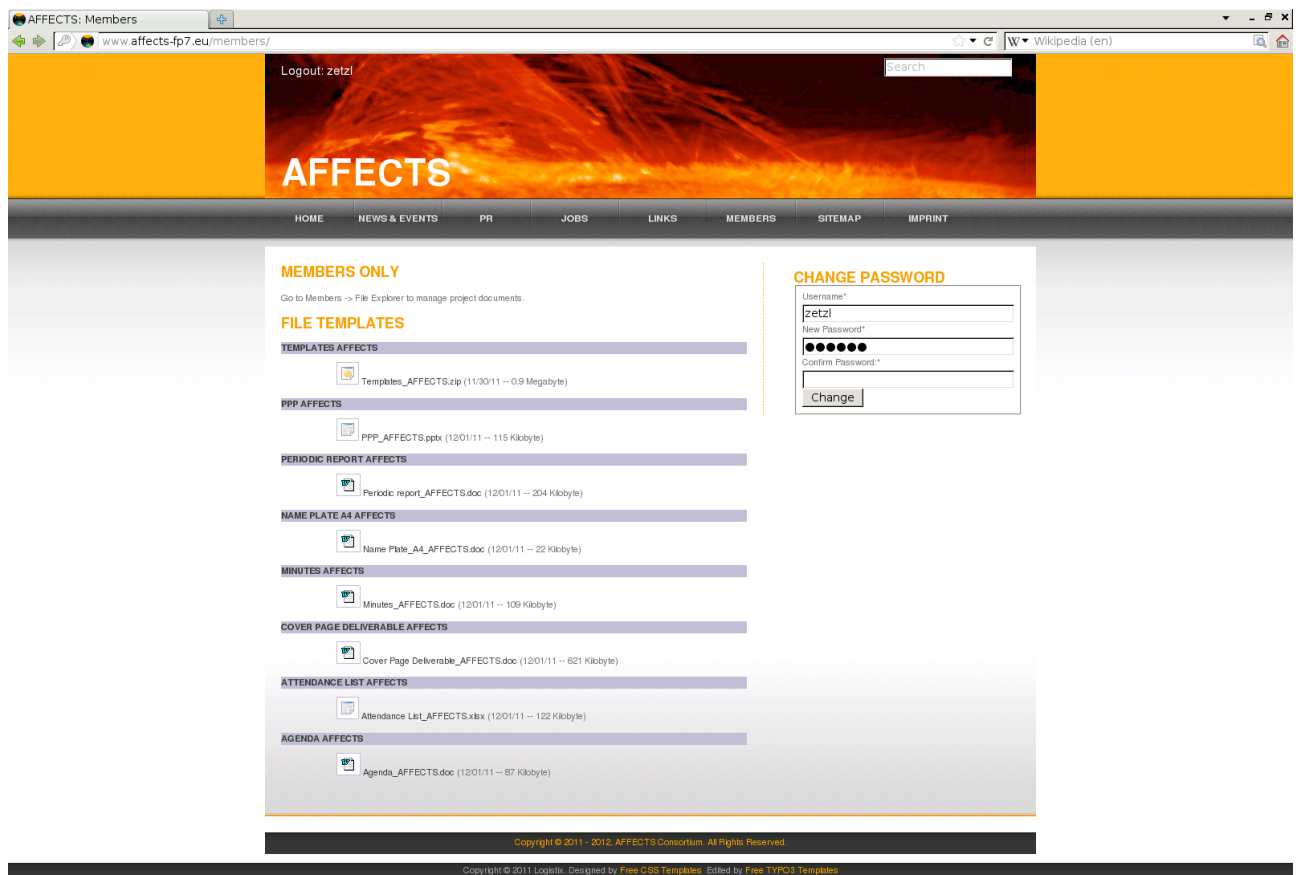 AFFECTS: Members
www.affects-fp7.eu/members/
Wikipedia (en)
Logout: zetzl
Search
AFFECTS
HOME NEWS & EVENTS PR JOBS LINKS MEMBERS SITEMAP IMPRINT
MEMBERS ONLY
Go to Members -> File Explorer to manage project documents.
FILE TEMPLATES
TEMPLATES AFFECTS
Templates_AFFECTS.zip (11/30/11 -- 0.9 Megabyte)
PPP AFFECTS
PPP_AFFECTS.pptx (12/01/11 -- 115 Kilobyte)
PERIODIC REPORT AFFECTS
Periodic report_AFFECTS.doc (12/01/11 -- 204 Kilobyte)
NAME PLATE A4 AFFECTS
Name Plate_A4_AFFECTS.doc (12/01/11 -- 22 Kilobyte)
MINUTES AFFECTS
Minutes_AFFECTS.doc (12/01/11 -- 109 Kilobyte)
COVER PAGE DELIVERABLE AFFECTS
Cover Page Deliverable_AFFECTS.doc (12/01/11 -- 621 Kilobyte)
ATTENDANCE LIST AFFECTS
Attendance List_AFFECTS.xlsx (12/01/11 -- 122 Kilobyte)
AGENDA AFFECTS
Agenda_AFFECTS.doc (12/01/11 -- 87 Kilobyte)
CHANGE PASSWORD
Username*
zetzl
New Password*
●●●●●●
Confirm Password:*
Change
Copyright © 2011 - 2012, AFFECTS Consortium. All Rights Reserved.
Copyright © 2011 Logistix. Designed by Free CSS Templates Edited by Free TYPO3 Templates